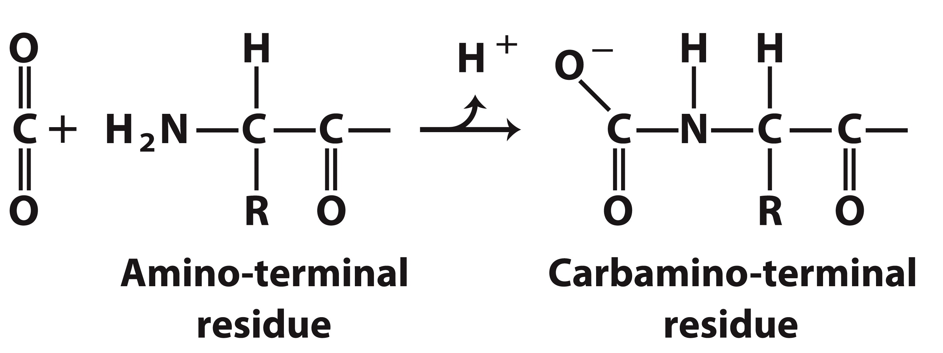 O H H + O − H H
C + H2N C C C N C C
O R O O R O
Amino-terminal Carbamino-terminal
residue residue